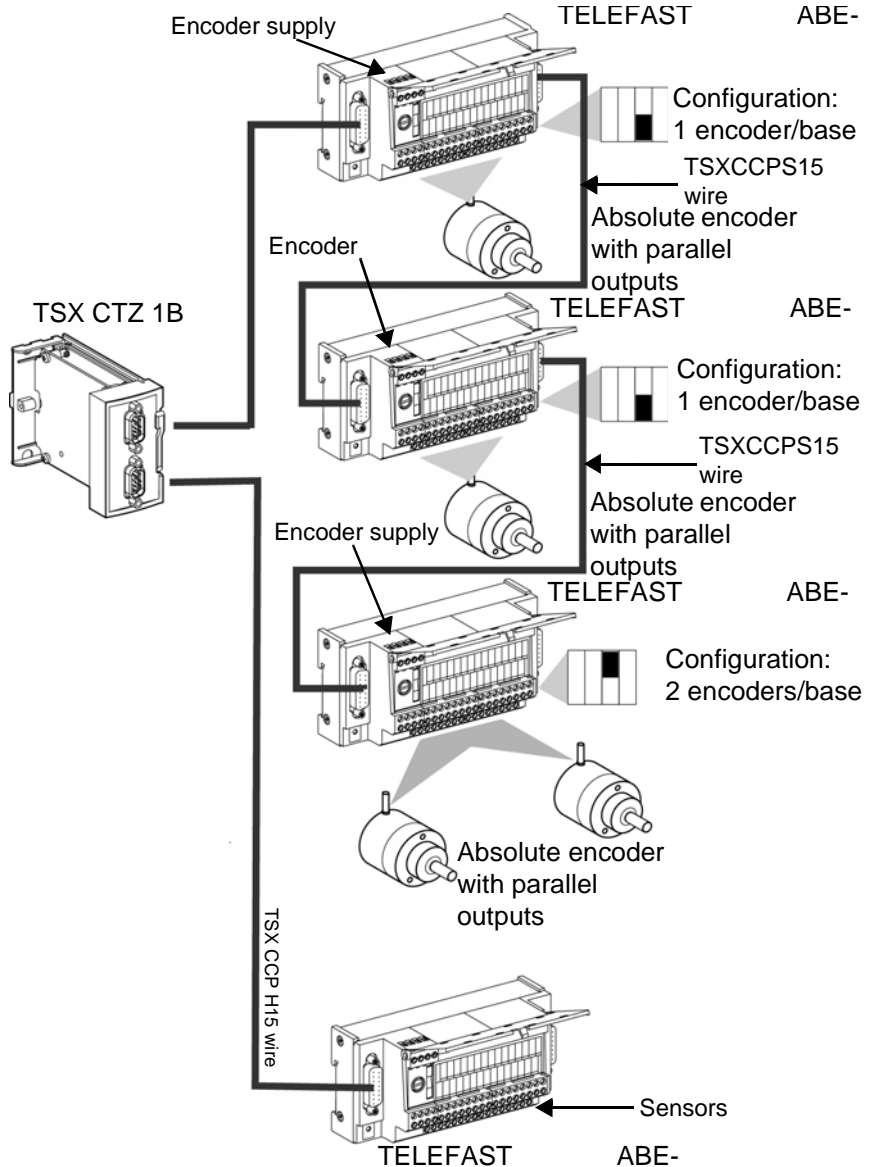 TELEFAST ABE-
Encoder supply
Configuration:
1 encoder/base
TSXCCPS15
wire
Absolute encoder
with parallel
outputs
Encoder
TELEFAST ABE-
TSX CTZ 1B
Configuration:
1 encoder/base
TSXCCPS15
wire
Absolute encoder
with parallel
outputs
Encoder supply
TELEFAST ABE-
Configuration:
2 encoders/base
Absolute encoder
with parallel
outputs
TSX CCP H15 wire
Sensors
TELEFAST ABE-